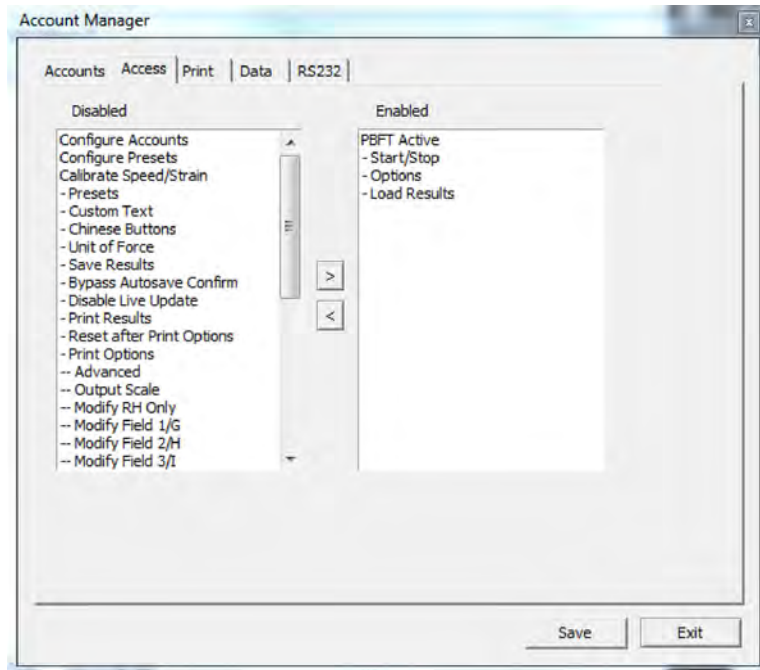 Account Manager
x
Accounts Access Print Data RS232
Disabled
Configure Accounts
Configure Presets
Calibrate Speed/Strain
- Presets
- Custom Text
- Chinese Buttons
- Unit of Force
- Save Results
- Bypass Autosave Confirm
- Disable Live Update
- Print Results
- Reset after Print Options
- Print Options
-- Advanced
-- Output Scale
-- Modify RH Only
-- Modify Field 1/G
-- Modify Field 2/H
-- Modify Field 3/I
>
<
Enabled
PBFT Active
- Start/Stop
- Options
- Load Results
Save Exit